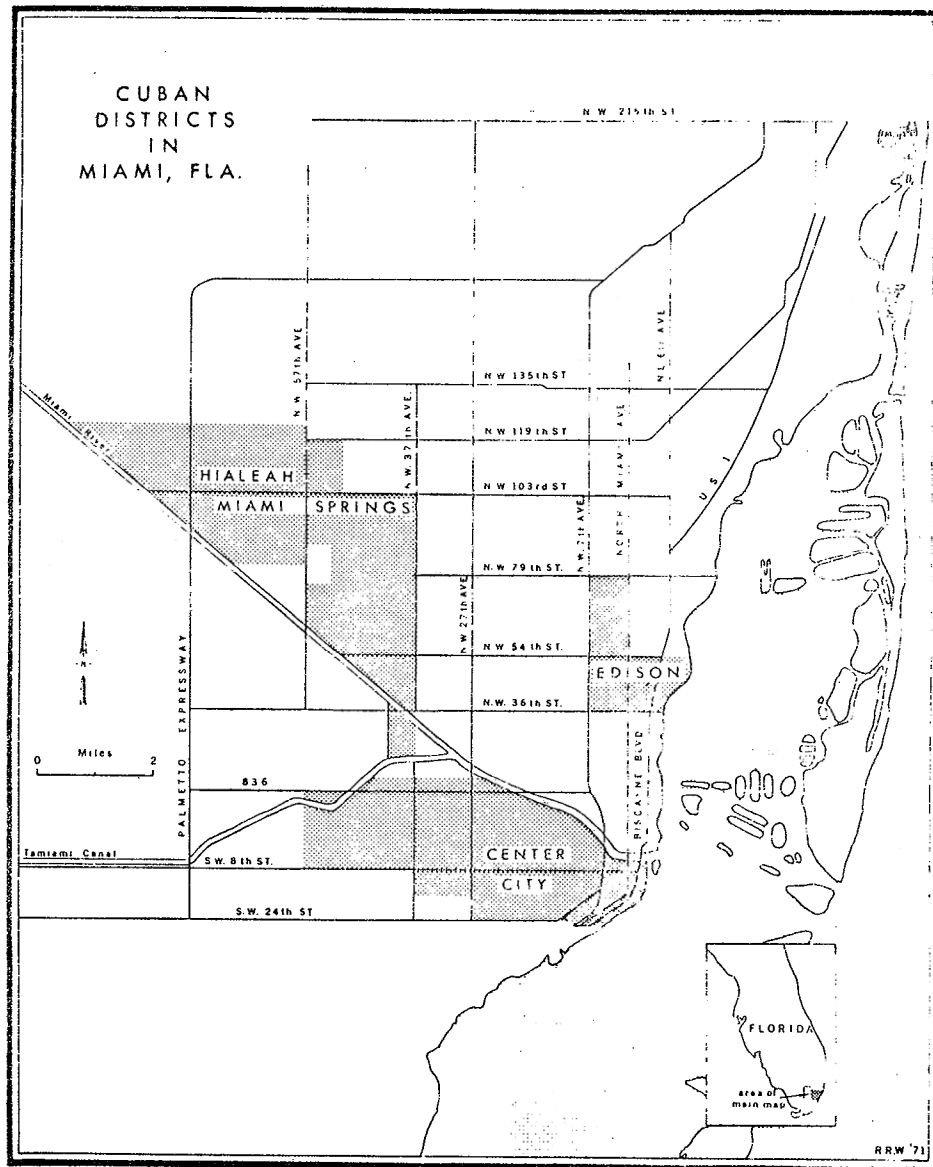 CUBAN
DISTRICTS
IN
MIAMI, FLA.
N.W. 215th ST
N W 57th AVE
N.W. 37th AVE.
N W 135th ST
N W 119th ST
N W 103rd ST
Miami River
HIALEAH
MIAMI SPRINGS
N.W. 7th AVE.
NORTH MIAMI AVE
U S 1
N.W. 79th ST.
N W 27th AVE
N W 54th ST.
EDISON
N.W. 36th ST.
PALMETTO EXPRESSWAY
N
0 Miles 2
836
BISCAYNE BLVD
Tamiami Canal
S.W. 8th ST.
CENTER
CITY
S.W. 24th ST
FLORIDA
area of
main map
R R W '71